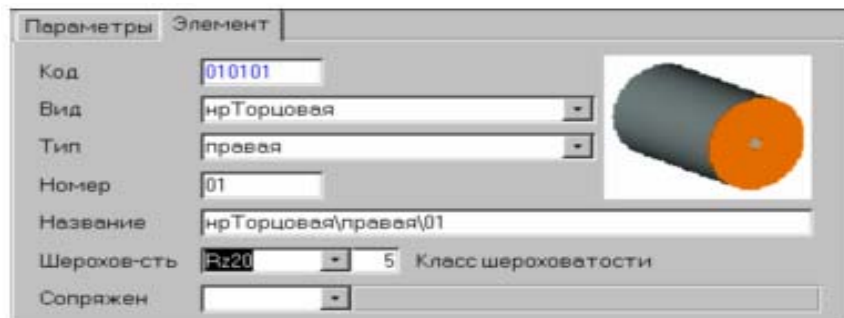 Параметры Элемент
Код 010101
Вид нрТорцовая
Тип правая
Номер 01
Название нрТорцовая\правая\01
Шерохов-сть Rz20 5 Класс шероховатости
Сопряжен